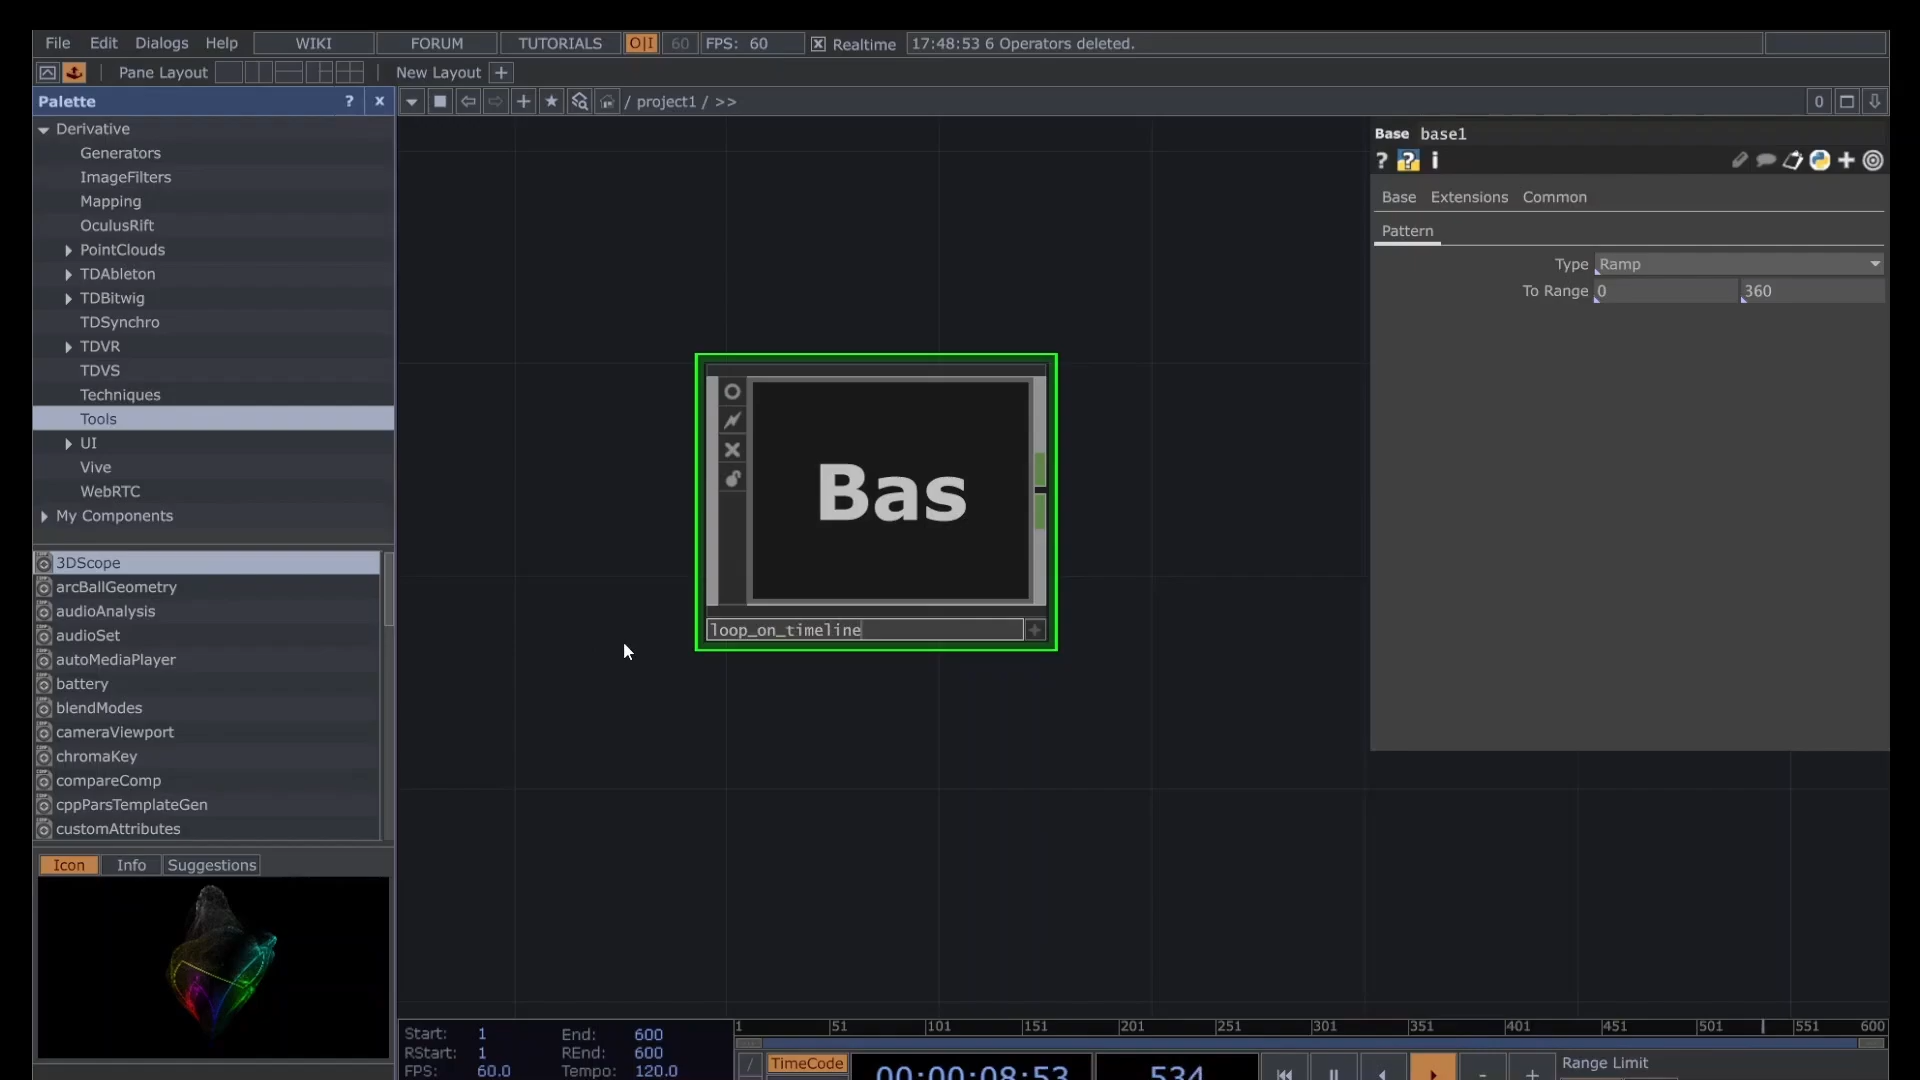 File Edit Dialogs Help WIKI FORUM TUTORIALS O|I 60 FPS: 60 Realtime 17:48:53 6 Operators deleted.
Pane Layout New Layout +
Palette ? x / project1 / >> 0
Derivative
Generators
ImageFilters
Mapping
OculusRift
PointClouds
TDAbleton
TDBitwig
TDSynchro
TDVR
TDVS
Techniques
Tools
UI
Vive
WebRTC
My Components
3DScope
arcBallGeometry
audioAnalysis
audioSet
autoMediaPlayer
battery
blendModes
cameraViewport
chromaKey
compareComp
cppParsTemplateGen
customAttributes
Icon Info Suggestions
Bas
loop_on_timeline
Base base1
? ? i
Base Extensions Common
Pattern
Type Ramp
To Range 0 360
Start: 1 End: 600
RStart: 1 REnd: 600
FPS: 60.0 Tempo: 120.0
1 51 101 151 201 251 301 351 401 451 501 551 600
/ TimeCode 00:00:08:53 534 - + Range Limit